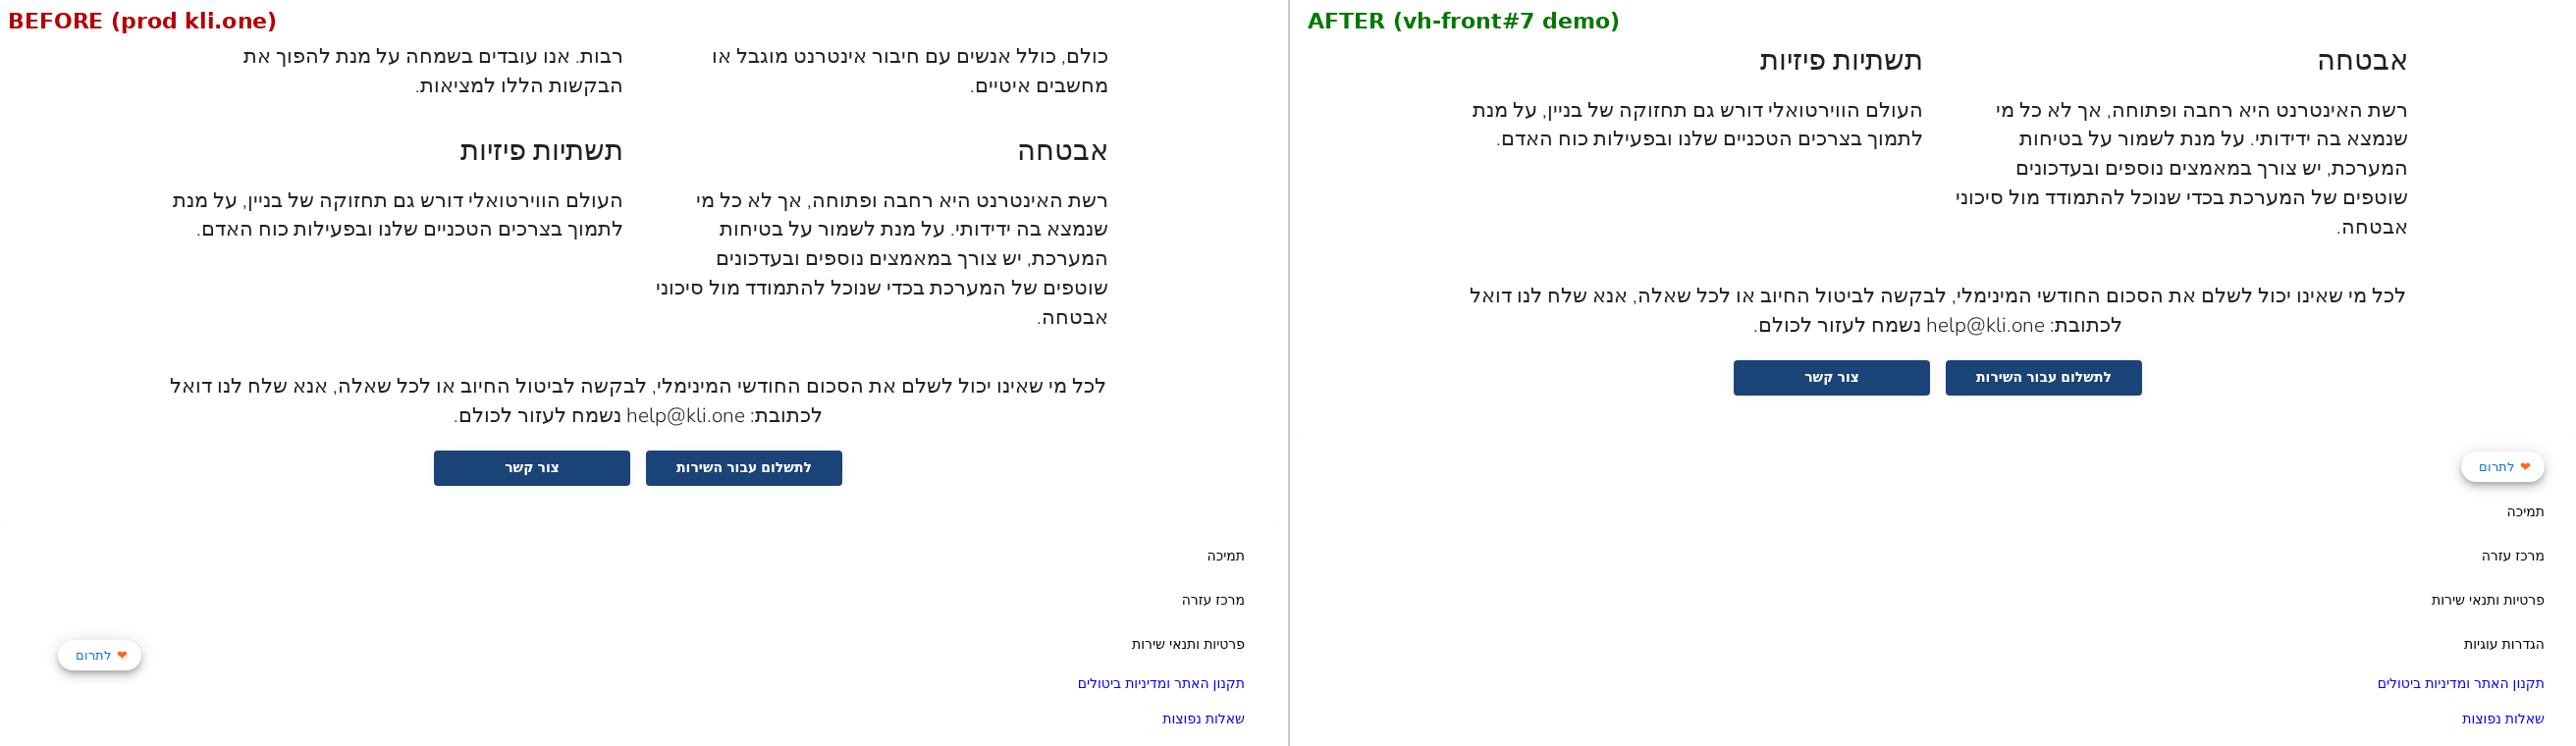 BEFORE (prod kli.one)
כולם, כולל אנשים עם חיבור אינטרנט מוגבל או
מחשבים איטיים.
רבות. אנו עובדים בשמחה על מנת להפוך את
הבקשות הללו למציאות.
אבטחה
רשת האינטרנט היא רחבה ופתוחה, אך לא כל מי
שנמצא בה ידידותי. על מנת לשמור על בטיחות
המערכת, יש צורך במאמצים נוספים ובעדכונים
שוטפים של המערכת בכדי שנוכל להתמודד מול סיכוני
אבטחה.
תשתיות פיזיות
העולם הווירטואלי דורש גם תחזוקה של בניין, על מנת
לתמוך בצרכים הטכניים שלנו ובפעילות כוח האדם.
לכל מי שאינו יכול לשלם את הסכום החודשי המינימלי, לבקשה לביטול החיוב או לכל שאלה, אנא שלח לנו דואל
לכתובת: help@kli.one נשמח לעזור לכולם.
לתשלום עבור השירות
צור קשר
תמיכה
מרכז עזרה
פרטיות ותנאי שירות
❤ לתרום
תקנון האתר ומדיניות ביטולים
שאלות נפוצות
AFTER (vh-front#7 demo)
אבטחה
רשת האינטרנט היא רחבה ופתוחה, אך לא כל מי
שנמצא בה ידידותי. על מנת לשמור על בטיחות
המערכת, יש צורך במאמצים נוספים ובעדכונים
שוטפים של המערכת בכדי שנוכל להתמודד מול סיכוני
אבטחה.
תשתיות פיזיות
העולם הווירטואלי דורש גם תחזוקה של בניין, על מנת
לתמוך בצרכים הטכניים שלנו ובפעילות כוח האדם.
לכל מי שאינו יכול לשלם את הסכום החודשי המינימלי, לבקשה לביטול החיוב או לכל שאלה, אנא שלח לנו דואל
לכתובת: help@kli.one נשמח לעזור לכולם.
לתשלום עבור השירות
צור קשר
❤ לתרום
תמיכה
מרכז עזרה
פרטיות ותנאי שירות
הגדרות עוגיות
תקנון האתר ומדיניות ביטולים
שאלות נפוצות